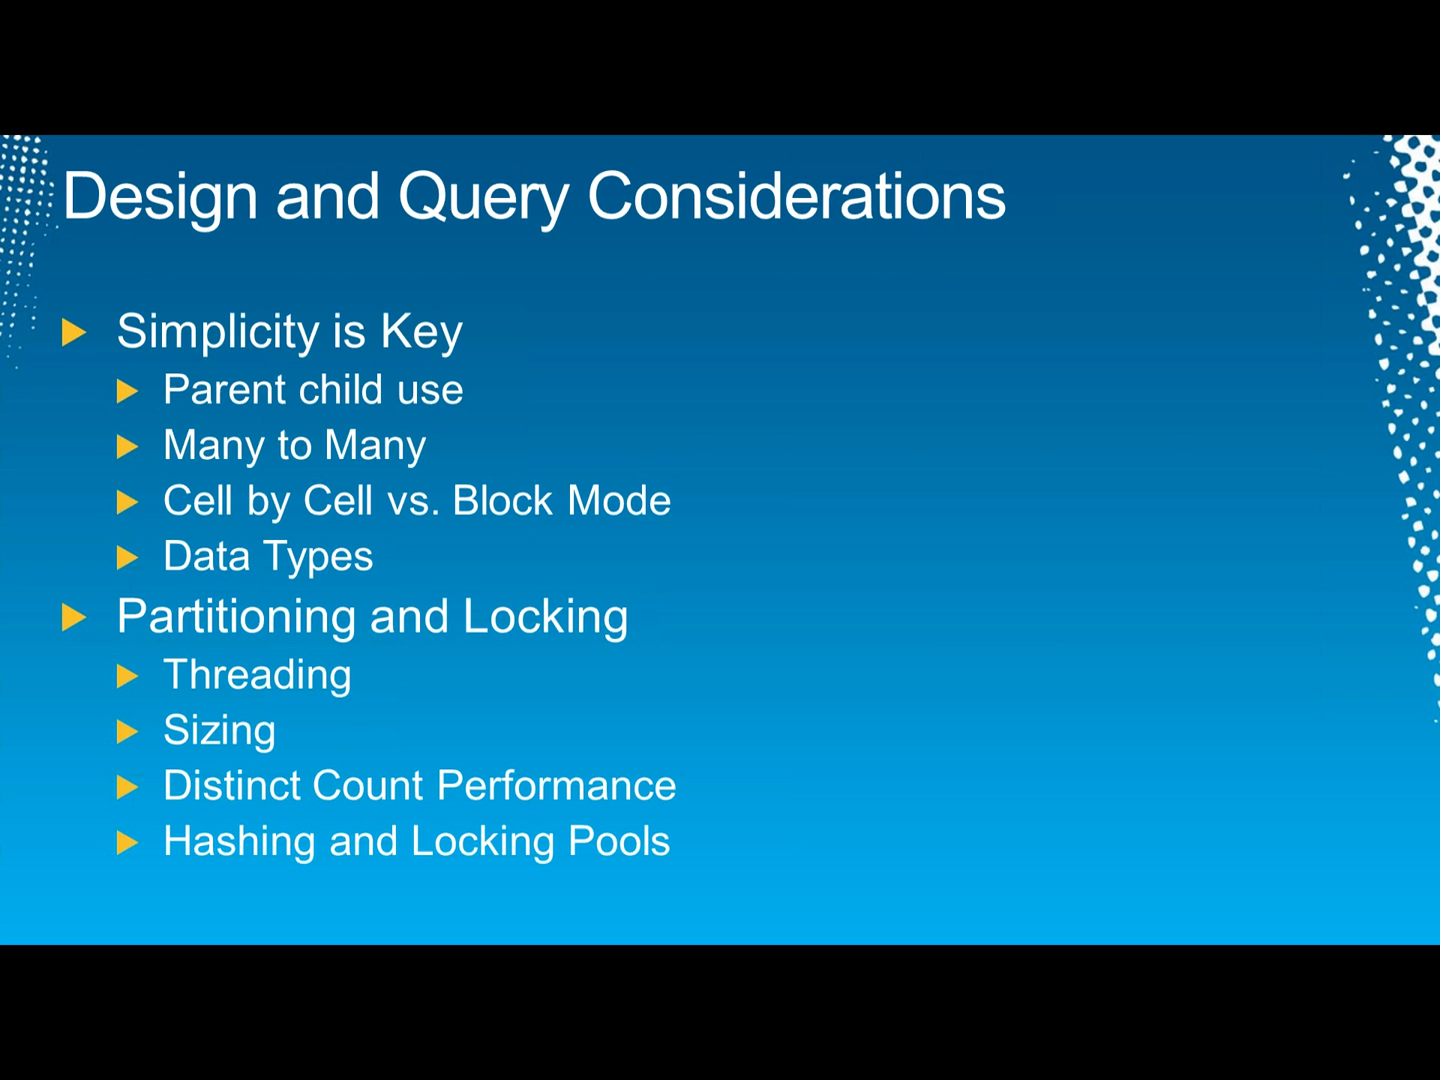 Design and Query Considerations
Simplicity is Key
Parent child use
Many to Many
Cell by Cell vs. Block Mode
Data Types
Partitioning and Locking
Threading
Sizing
Distinct Count Performance
Hashing and Locking Pools